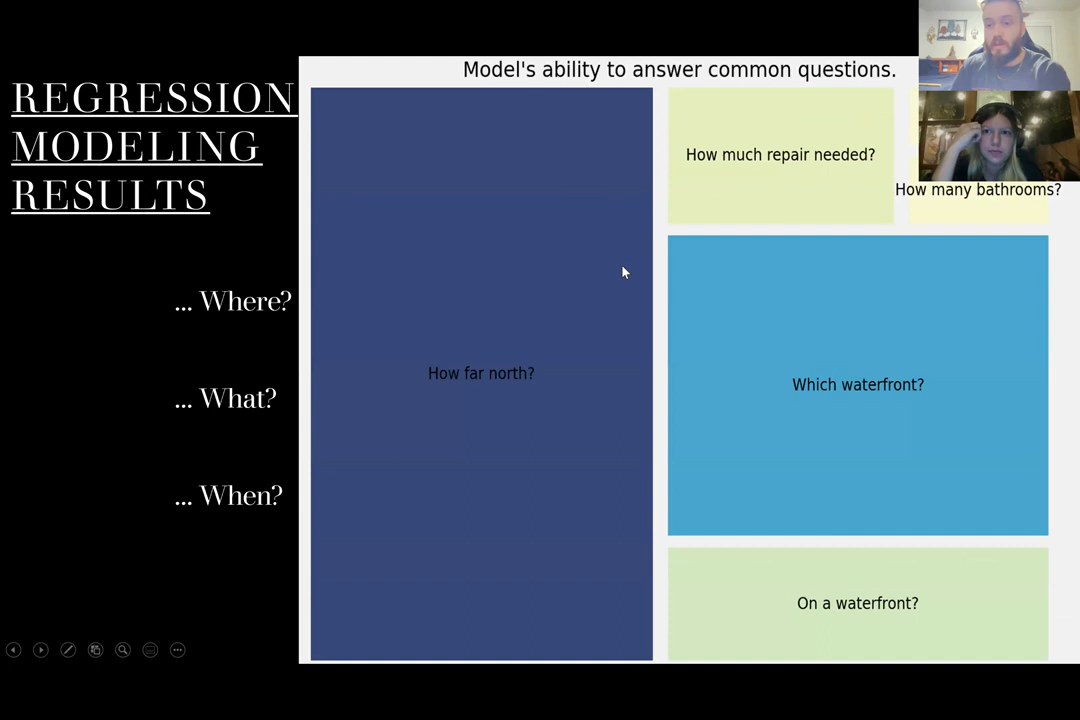 REGRESSION
MODELING
RESULTS
... Where?
... What?
... When?
Model's ability to answer common questions.
How much repair needed?
How many bathrooms?
How far north?
Which waterfront?
On a waterfront?